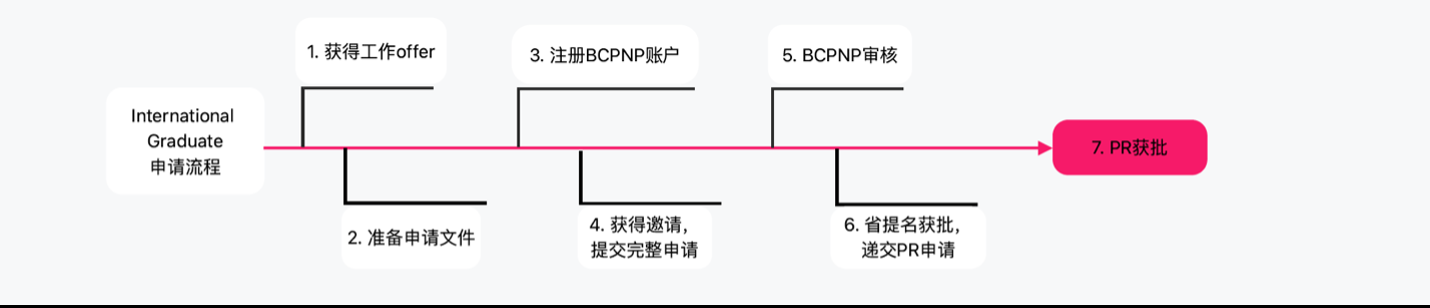 International
Graduate
申请流程
1. 获得工作offer
2. 准备申请文件
3. 注册BCPNP账户
4. 获得邀请，
提交完整申请
5. BCPNP审核
6. 省提名获批，
递交PR申请
7. PR获批